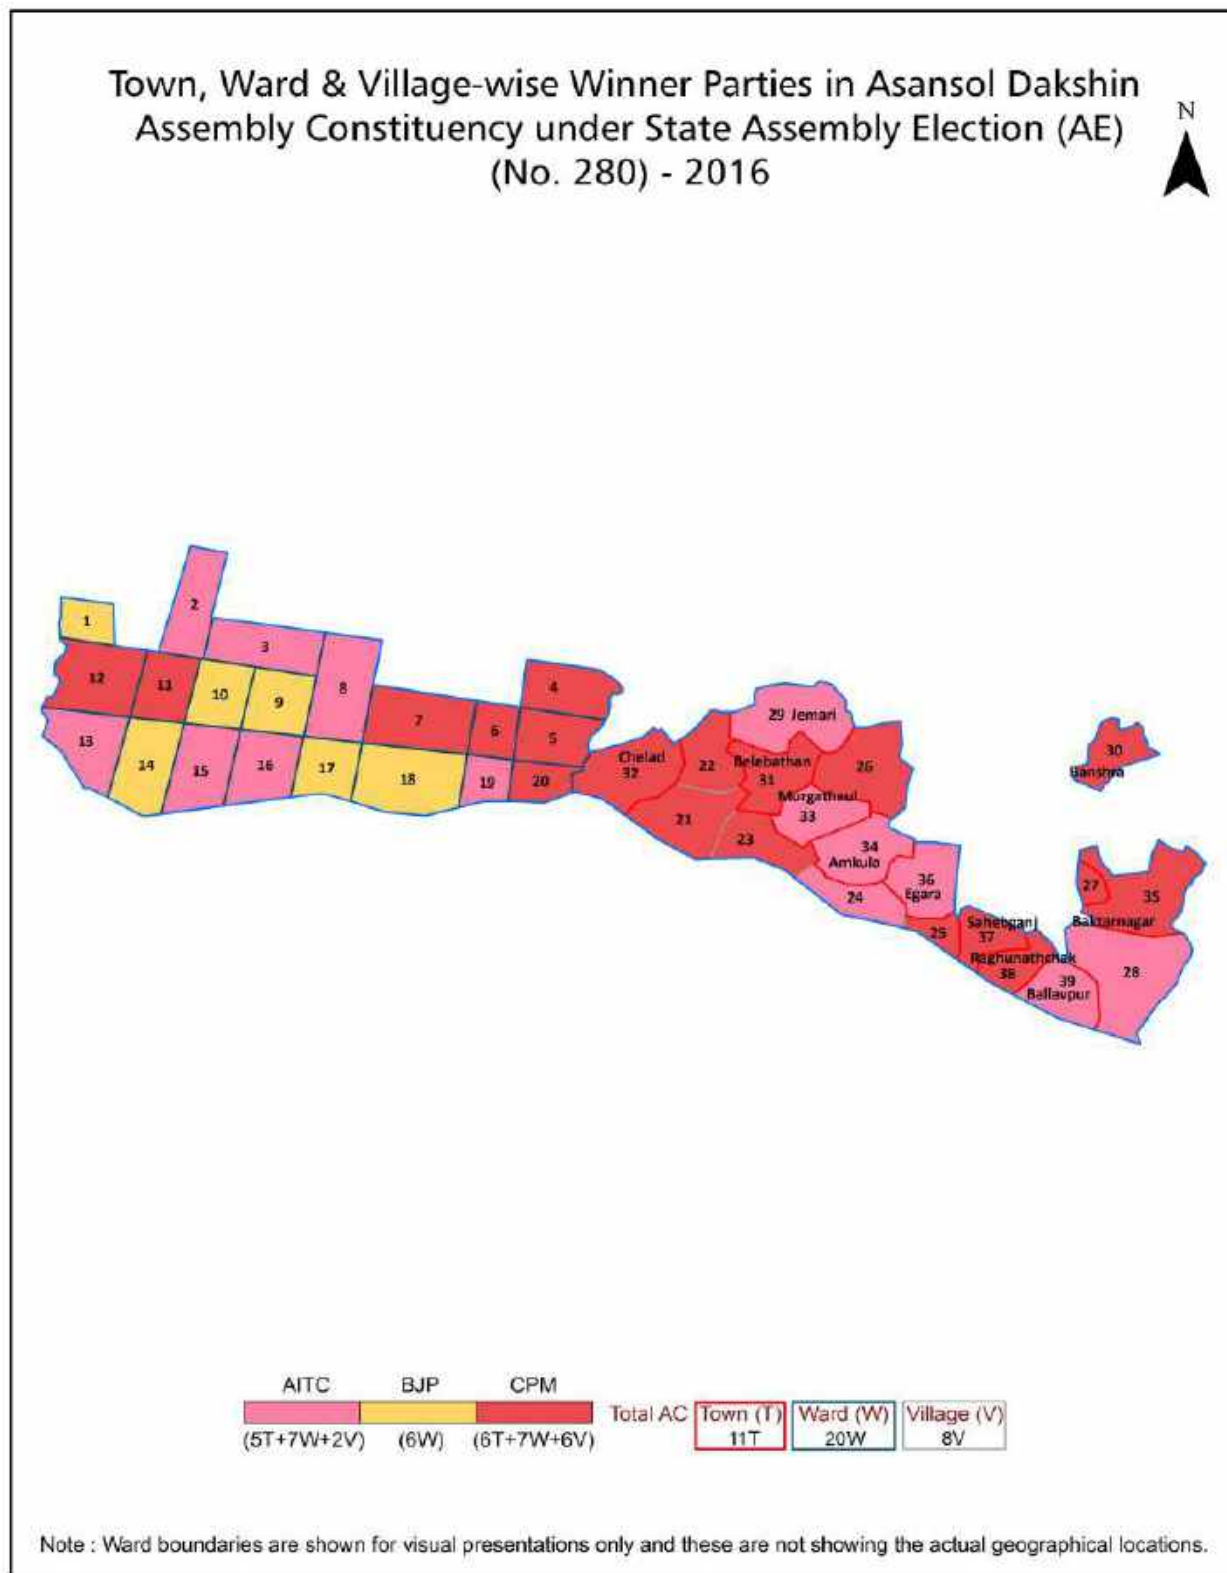 Town, Ward & Village-wise Winner Parties in Asansol Dakshin
Assembly Constituency under State Assembly Election (AE)
(No. 280) - 2016
N
2
1
3
12
11
10
9
8
4
7
6
5
13
14
15
16
17
18
19
20
29 Jemari
Chelad
32
22
Belebathan
31
26
30
Banshra
Murgathaul
33
21
23
34
Amkula
36
Egara
24
27
35
Baktarnagar
25
Sahebganj
37
Raghunathchak
38
39
Ballavpur
28
AITC BJP CPM
Total AC Town (T) Ward (W) Village (V)
(5T+7W+2V) (6W) (6T+7W+6V) 11T 20W 8V
Note : Ward boundaries are shown for visual presentations only and these are not showing the actual geographical locations.